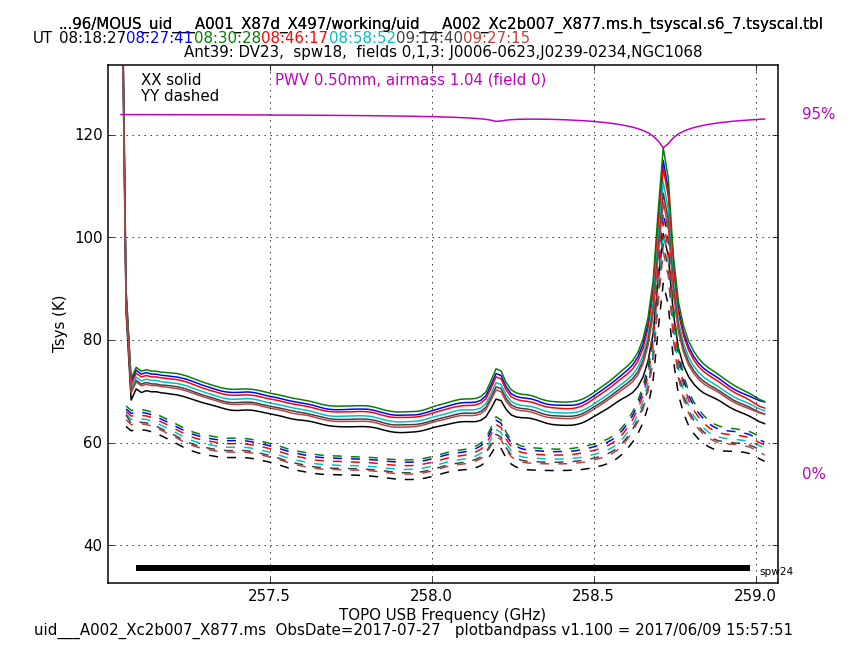 ...96/MOUS_uid___A001_X87d_X497/working/uid___A002_Xc2b007_X877.ms.h_tsyscal.s6_7.tsyscal.tbl
UT 08:18:27 08:27:41 08:30:28 08:46:17 08:58:52 09:14:40 09:27:15
Ant39: DV23, spw18, fields 0,1,3: J0006-0623,J0239-0234,NGC1068
XX solid
YY dashed
PWV 0.50mm, airmass 1.04 (field 0)
95%
120
100
80
60
40
Tsys (K)
0%
spw24
257.5
258.0
258.5
259.0
TOPO USB Frequency (GHz)
uid___A002_Xc2b007_X877.ms ObsDate=2017-07-27 plotbandpass v1.100 = 2017/06/09 15:57:51